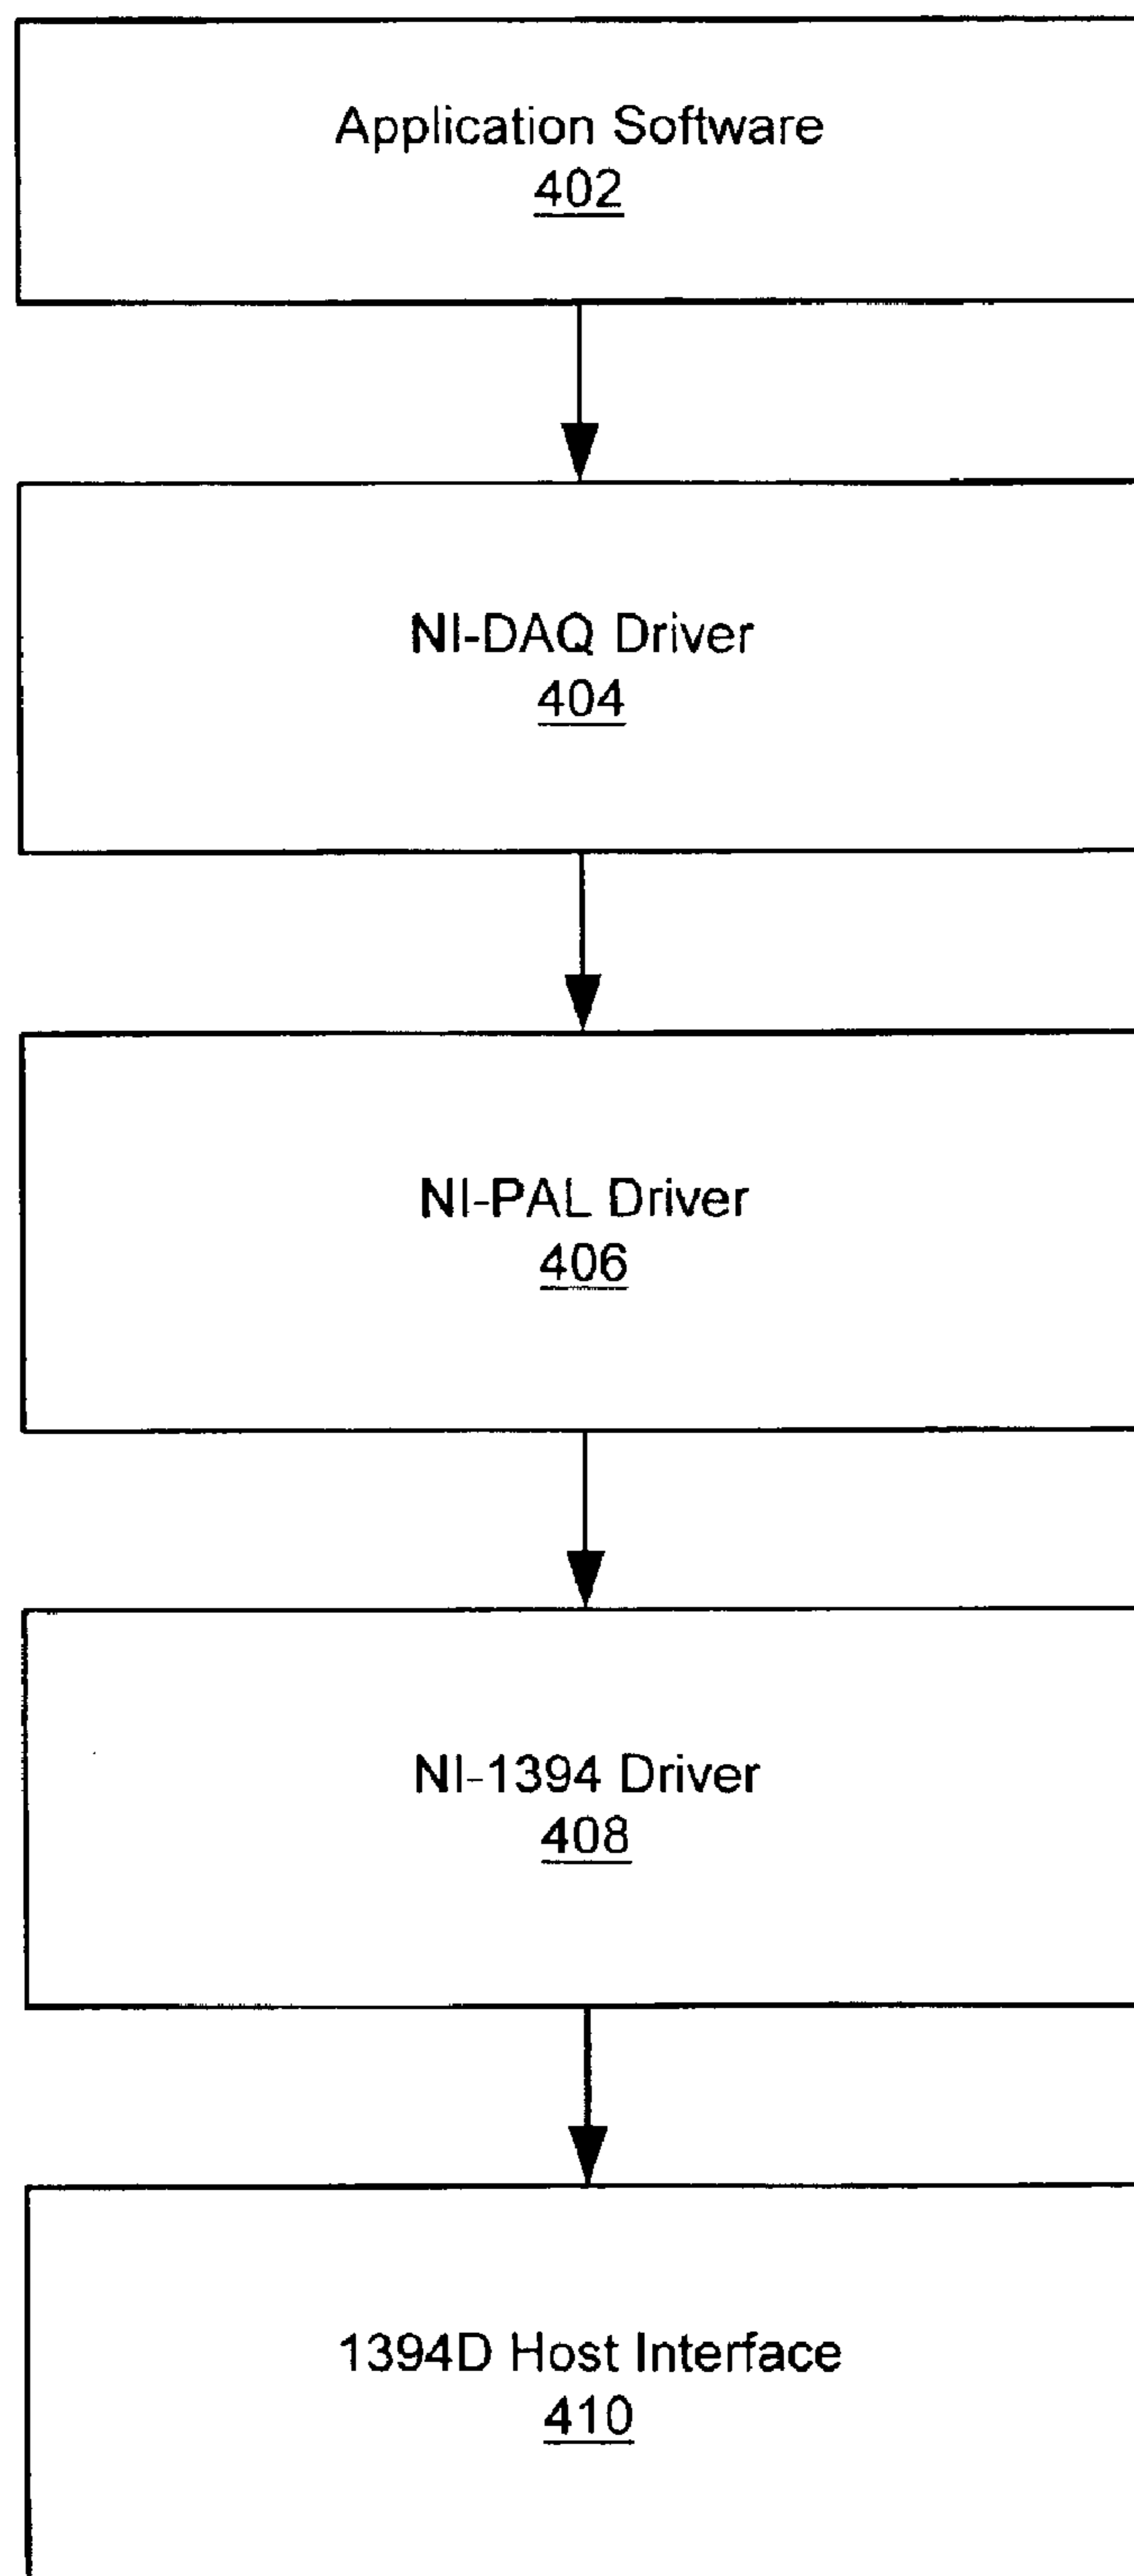 Application Software
402
NI-DAQ Driver
404
NI-PAL Driver
406
NI-1394 Driver
408
1394D Host Interface
410